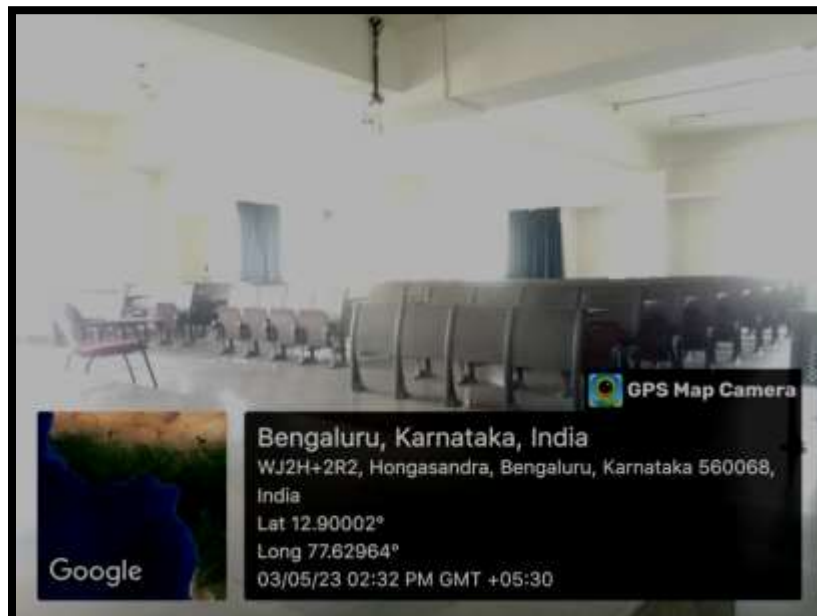 GPS Map Camera
Bengaluru, Karnataka, India
WJ2H+2R2, Hongasandra, Bengaluru, Karnataka 560068,
India
Lat 12.90002°
Long 77.62964°
03/05/23 02:32 PM GMT +05:30
Google